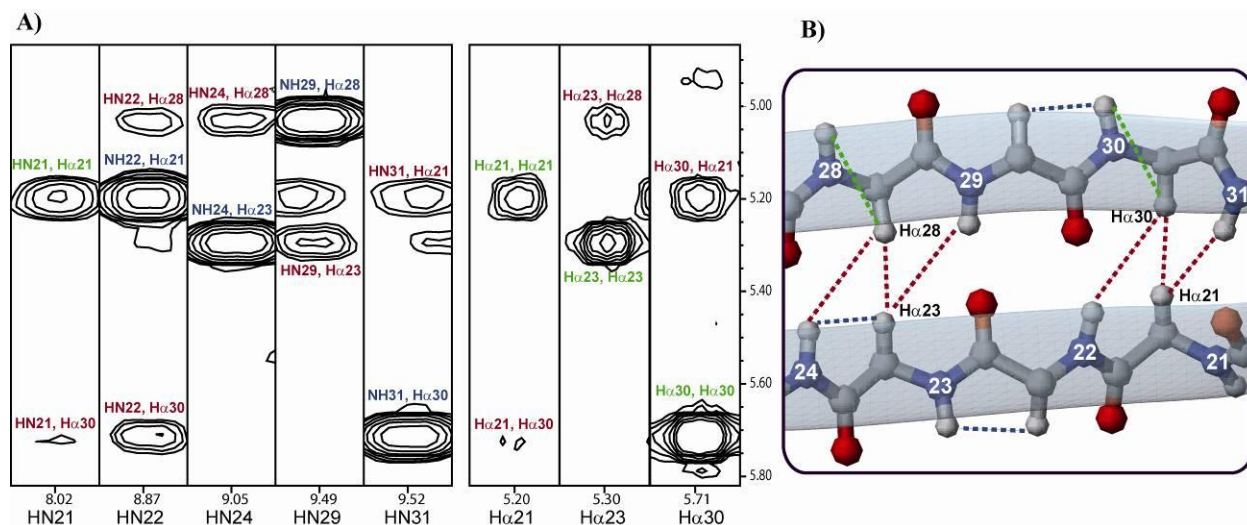 A)
B)
HN22, Hα28
HN24, Hα28
NH29, Hα28
Hα23, Hα28
5.00
HN21, Hα21
NH22, Hα21
HN31, Hα21
Hα21, Hα21
Hα30, Hα21
5.20
NH24, Hα23
HN29, Hα23
Hα23, Hα23
5.40
5.60
HN21, Hα30
HN22, Hα30
NH31, Hα30
Hα21, Hα30
Hα30, Hα30
5.80
8.02
8.87
9.05
9.49
9.52
5.20
5.30
5.71
HN21
HN22
HN24
HN29
HN31
Hα21
Hα23
Hα30
28
29
30
31
Hα28
Hα30
Hα23
Hα21
24
23
22
21